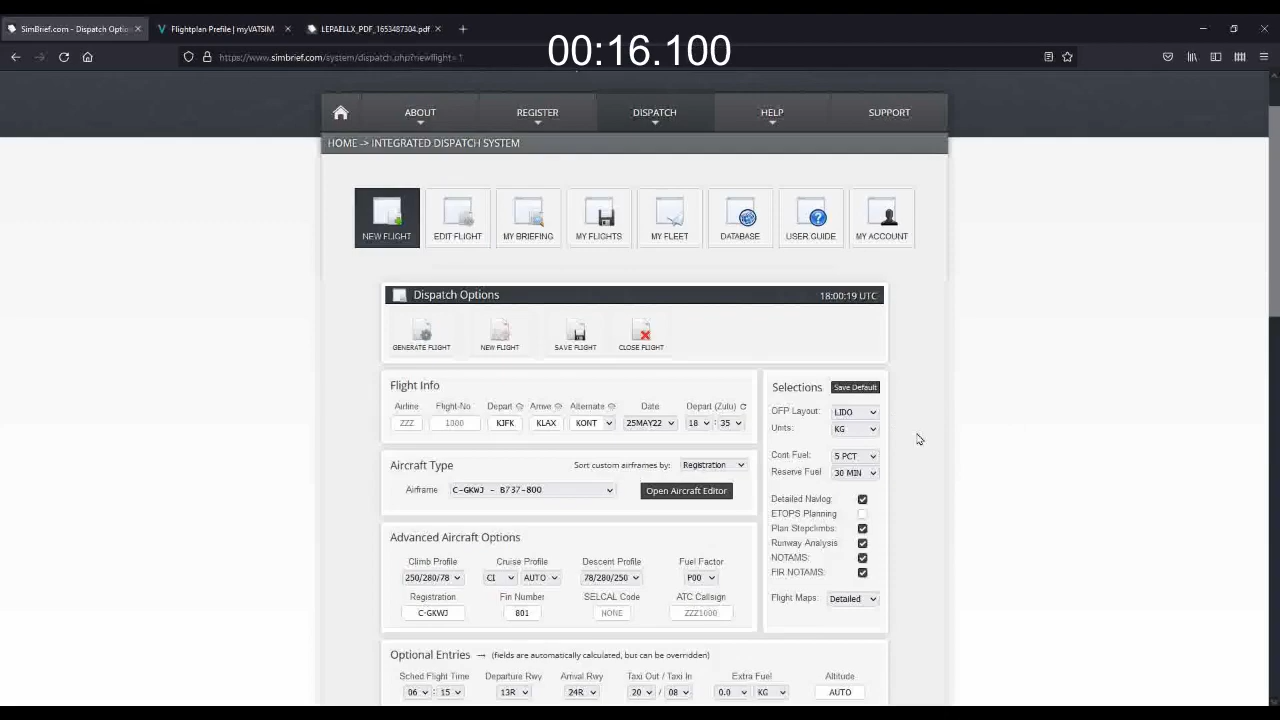 SimBrief.com - Dispatch Optio
Flightplan Prefile | myVATSIM
LEPAELLX_PDF_1653487304.pdf
00:16.100
https://www.simbrief.com/system/dispatch.php?newflight=1
ABOUT REGISTER DISPATCH HELP SUPPORT
HOME -> INTEGRATED DISPATCH SYSTEM
NEW FLIGHT EDIT FLIGHT MY BRIEFING MY FLIGHTS MY FLEET DATABASE USER GUIDE MY ACCOUNT
Dispatch Options 18:00:19 UTC
GENERATE FLIGHT NEW FLIGHT SAVE FLIGHT CLOSE FLIGHT
Flight Info
Airline Flight-No Depart Arrive Alternate Date Depart (Zulu)
ZZZ 1000 KJFK KLAX KONT 25MAY22 18 : 35
Aircraft Type Sort custom airframes by: Registration
Airframe C-GKWJ - B737-800 Open Aircraft Editor
Advanced Aircraft Options
Climb Profile Cruise Profile Descent Profile Fuel Factor
250/280/78 CI AUTO 78/280/250 P00
Registration Fin Number SELCAL Code ATC Callsign
C-GKWJ 801 NONE ZZZ1000
Selections Save Default
OFP Layout: LIDO
Units: KG
Cont Fuel: 5 PCT
Reserve Fuel 30 MIN
Detailed Navlog:
ETOPS Planning
Plan Stepclimbs:
Runway Analysis
NOTAMS:
FIR NOTAMS:
Flight Maps: Detailed
Optional Entries → (fields are automatically calculated, but can be overridden)
Sched Flight Time Departure Rwy Arrival Rwy Taxi Out / Taxi In Extra Fuel Altitude
06 : 15 13R 24R 20 / 08 0.0 KG AUTO